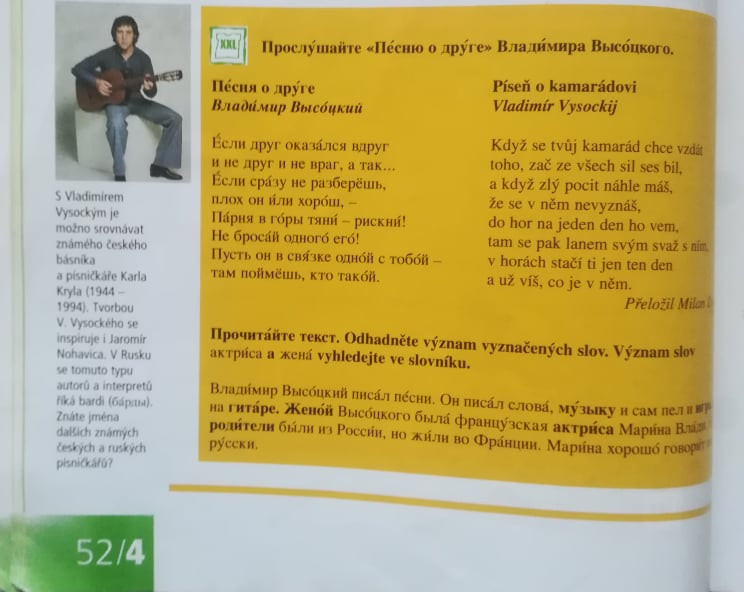 XXL
Прослу́шайте «Пе́сню о дру́ге» Влади́мира Высо́цкого.
Пе́сня о дру́ге
Влади́мир Высо́цкий
Е́сли друг оказа́лся вдруг
и не друг и не враг, а так...
Е́сли сра́зу не разберёшь,
плох он и́ли хоро́ш, –
Па́рня в го́ры тяни́ – рискни́!
Не броса́й одного́ его́!
Пусть он в свя́зке одно́й с тобо́й –
там поймёшь, кто тако́й.
Píseň o kamarádovi
Vladimír Vysockij
Když se tvůj kamarád chce vzdát
toho, zač ze všech sil ses bil,
a když zlý pocit náhle máš,
že se v něm nevyznáš,
do hor na jeden den ho vem,
tam se pak lanem svým svaž s ním,
v horách stačí ti jen ten den
a už víš, co je v něm.
Přeložil Milan
S Vladimírem
Vysockým je
možno srovnávat
známého českého
básníka
a písničkáře Karla
Kryla (1944 –
1994). Tvorbou
V. Vysockého se
inspiruje i Jaromír
Nohavica. V Rusku
se tomuto typu
autorů a interpretů
říká bardi (ба́рды).
Znáte jména
dalších známých
českých a ruských
písničkářů?
Прочита́йте текст. Odhadněte význam vyznačených slov. Význam slov
актри́са a жена́ vyhledejte ve slovníku.
Влади́мир Высо́цкий писа́л пе́сни. Он писа́л слова́, му́зыку и сам пел и
на гита́ре. Жено́й Высо́цкого была́ францу́зская актри́са Мари́на Влади́.
роди́тели бы́ли из Росси́и, но жи́ли во Фра́нции. Мари́на хорошо́ говори́т
ру́сски.
52/4